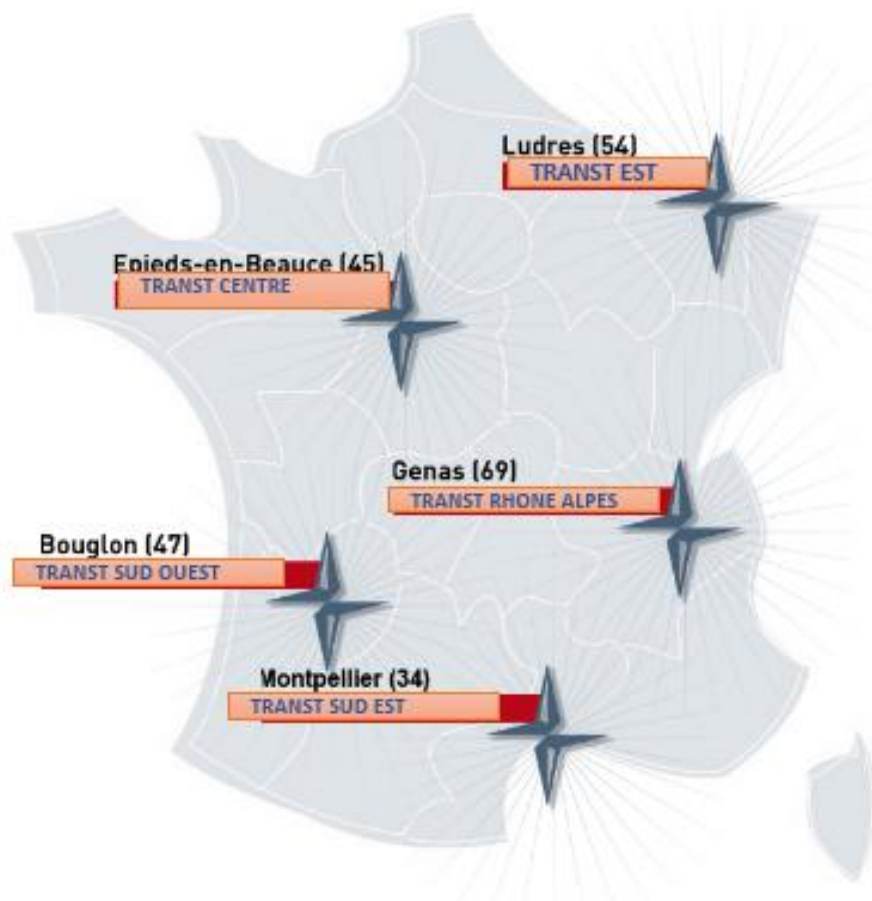 Ludres (54)
TRANST EST
Epieds-en-Beauce (45)
TRANST CENTRE
Genas (69)
TRANST RHONE ALPES
Bouglon (47)
TRANST SUD OUEST
Montpellier (34)
TRANST SUD EST